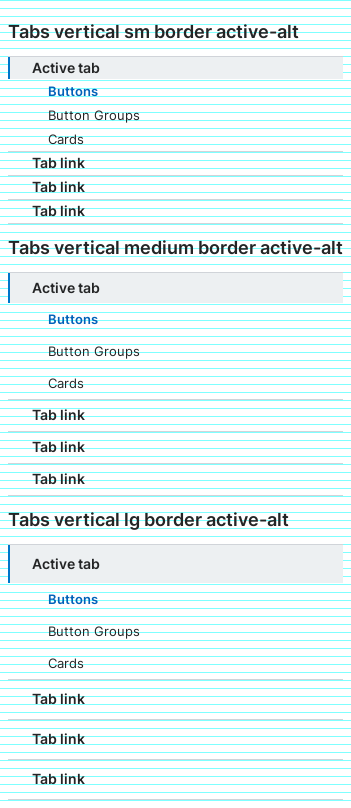 Tabs vertical sm border active-alt
Active tab
Buttons
Button Groups
Cards
Tab link
Tab link
Tab link
Tabs vertical medium border active-alt
Active tab
Buttons
Button Groups
Cards
Tab link
Tab link
Tab link
Tabs vertical lg border active-alt
Active tab
Buttons
Button Groups
Cards
Tab link
Tab link
Tab link